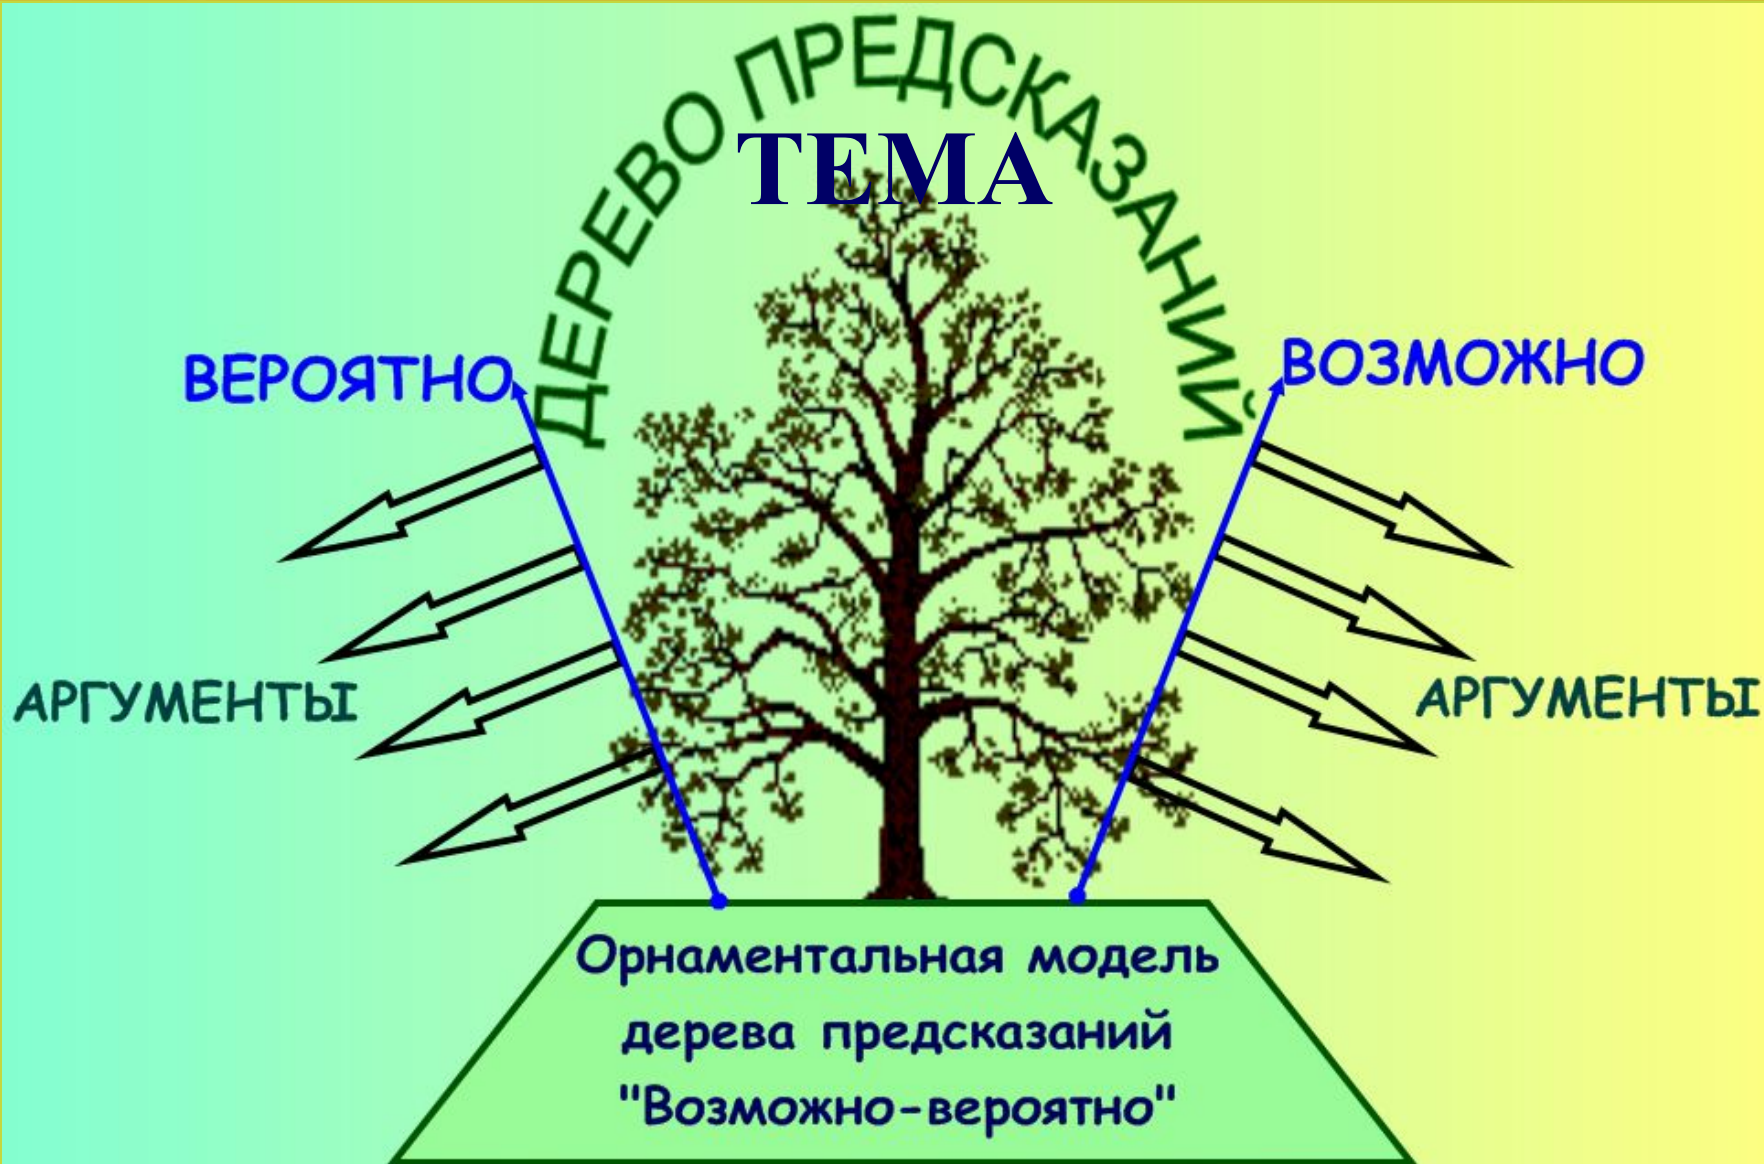 ДЕРЕВО ПРЕДСКАЗАНИЙ
ТЕМА
ВЕРОЯТНО
ВОЗМОЖНО
АРГУМЕНТЫ
АРГУМЕНТЫ
Орнаментальная модель
дерева предсказаний
"Возможно-вероятно"